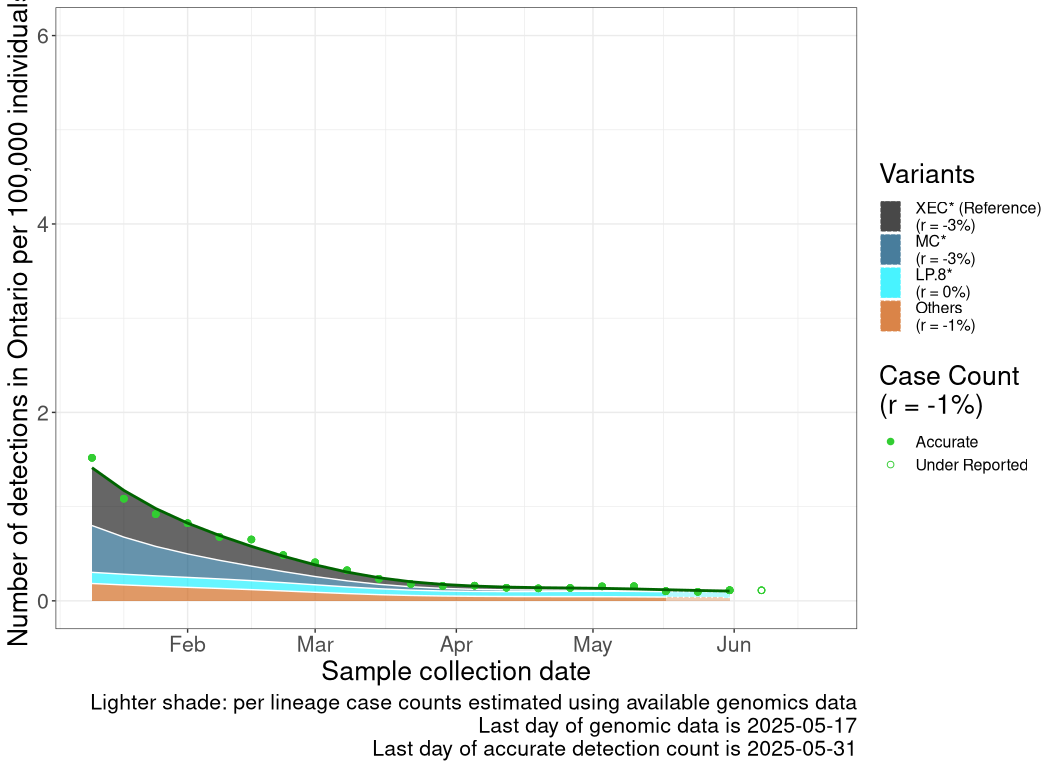 Number of detections in Ontario per 100,000 individuals
6
4
2
0
Feb
Mar
Apr
May
Jun
Sample collection date
Lighter shade: per lineage case counts estimated using available genomics data
Last day of genomic data is 2025-05-17
Last day of accurate detection count is 2025-05-31
Variants
XEC* (Reference)
(r = -3%)
MC*
(r = -3%)
LP.8*
(r = 0%)
Others
(r = -1%)
Case Count
(r = -1%)
Accurate
Under Reported